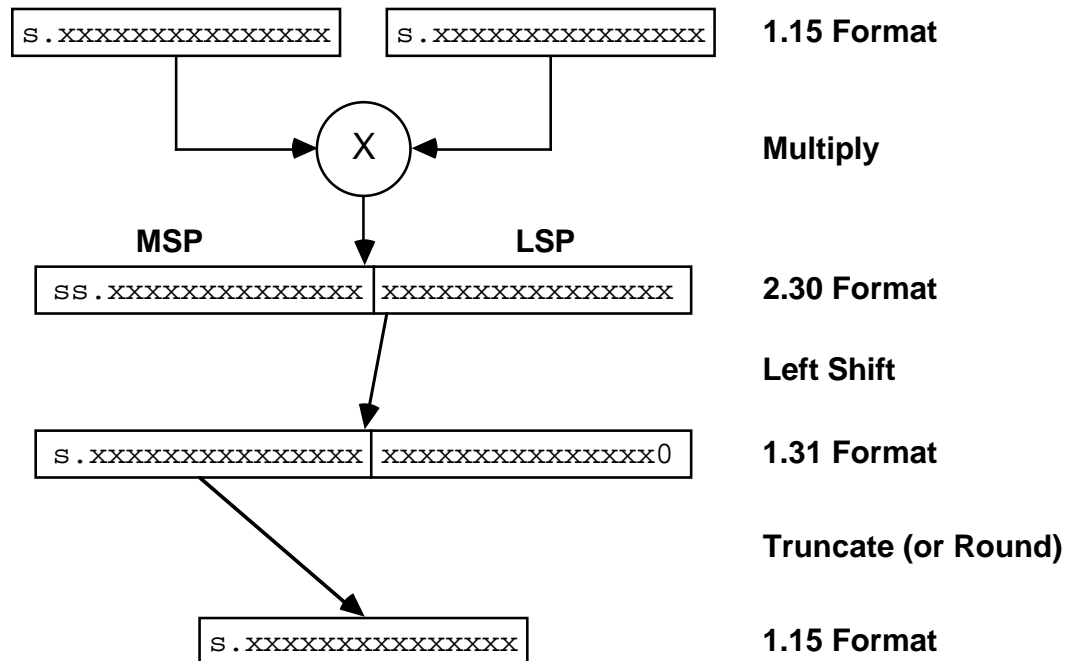 s.xxxxxxxxxxxxxxx s.xxxxxxxxxxxxxxx 1.15 Format
X Multiply
MSP LSP
ss.xxxxxxxxxxxxxx xxxxxxxxxxxxxxxx 2.30 Format
Left Shift
s.xxxxxxxxxxxxxxx xxxxxxxxxxxxxxx0 1.31 Format
Truncate (or Round)
s.xxxxxxxxxxxxxxx 1.15 Format